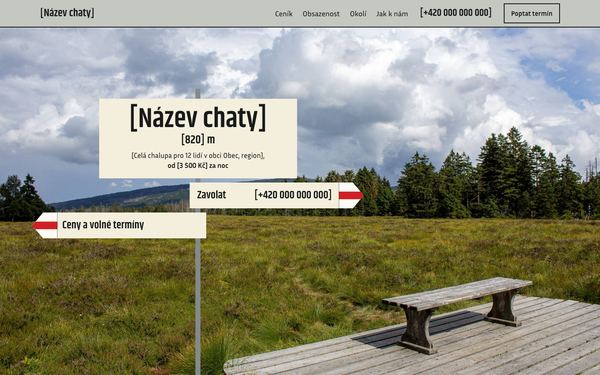 [Název chaty]
Ceník
Obsazenost
Okolí
Jak k nám
[+420 000 000 000]
Poptat termín
[Název chaty]
[820] m
[Celá chalupa pro 12 lidí v obci Obec, region],
od [3 500 Kč] za noc
Zavolat [+420 000 000 000]
Ceny a volné termíny